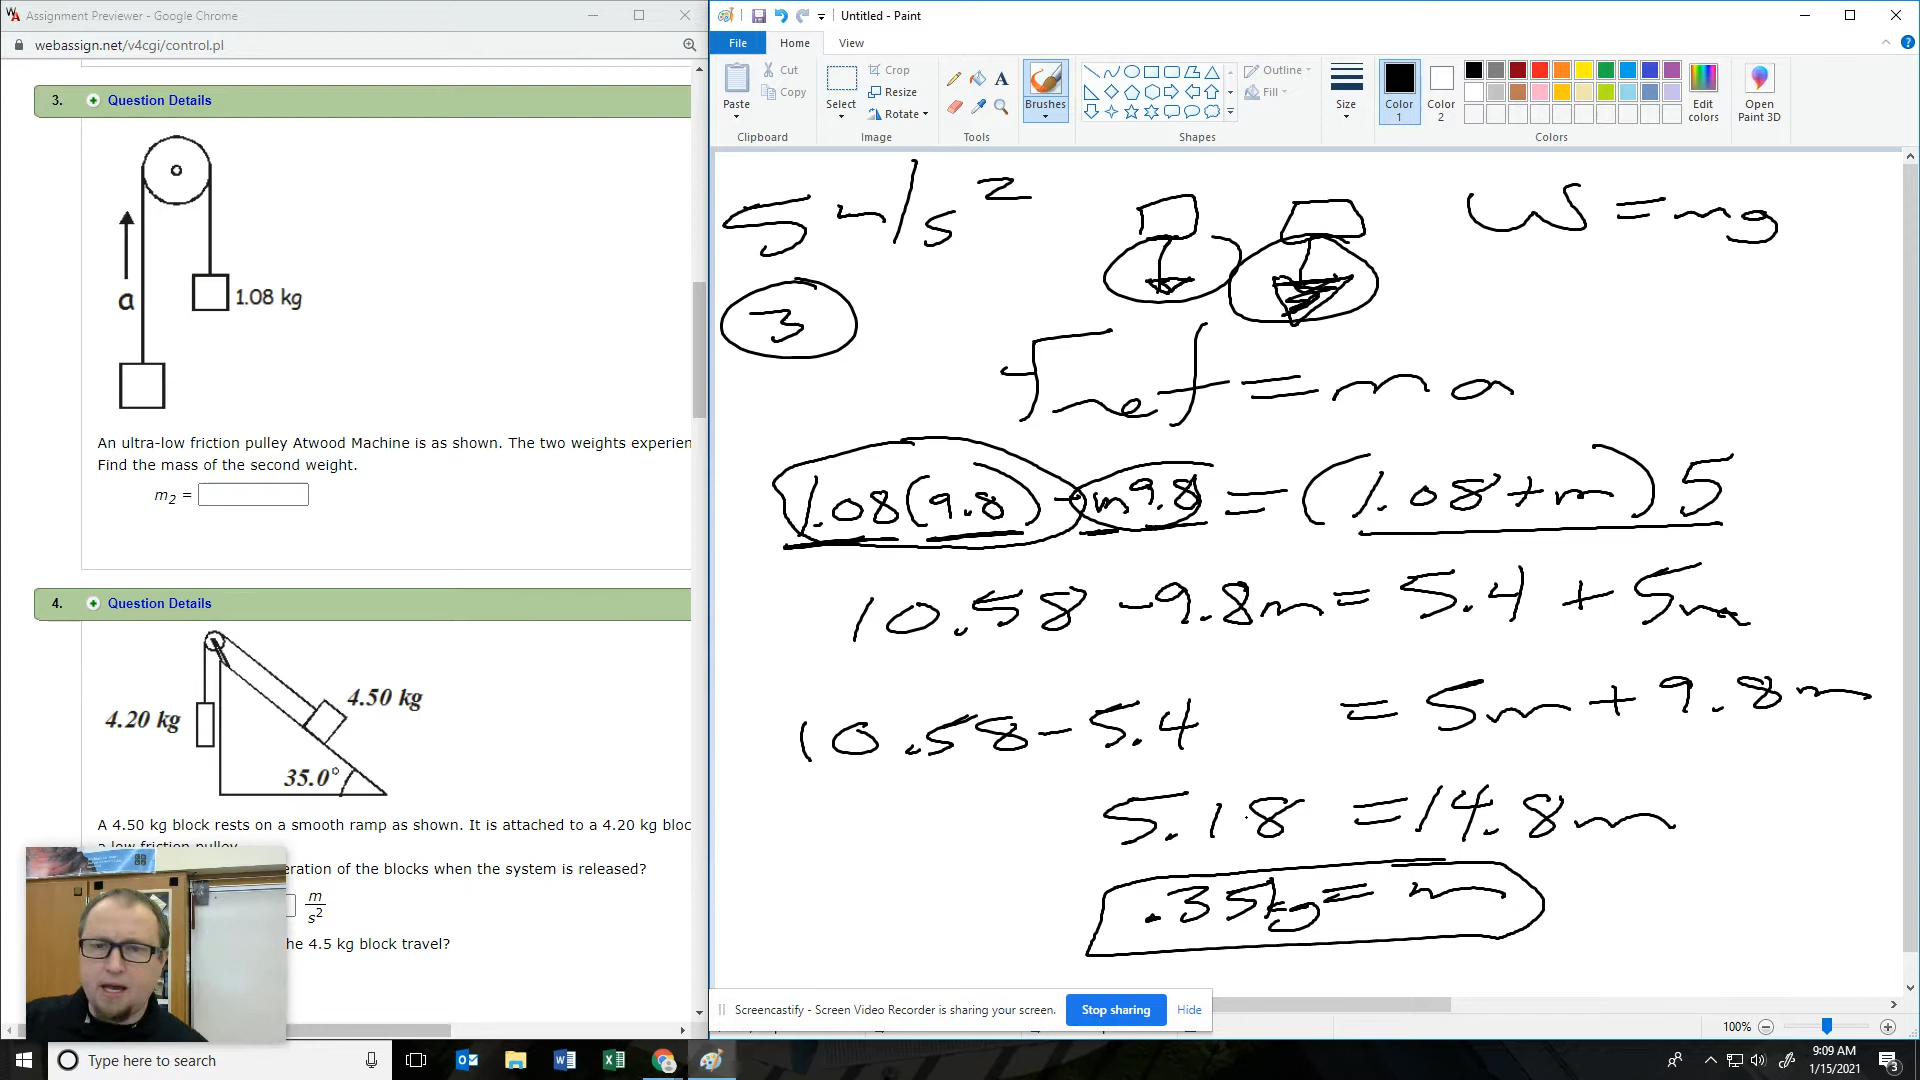 Assignment Previewer - Google Chrome
webassign.net/v4cgi/control.pl
3. Question Details
a
1.08 kg
An ultra-low friction pulley Atwood Machine is as shown. The two weights experien
Find the mass of the second weight.
m2 =
4. Question Details
4.50 kg
4.20 kg
35.0°
A 4.50 kg block rests on a smooth ramp as shown. It is attached to a 4.20 kg bloc
a low friction pulley.
eration of the blocks when the system is released?
m
s2
he 4.5 kg block travel?
Untitled - Paint
File Home View
Paste
Cut
Copy
Clipboard
Select
Crop
Resize
Rotate
Image
Tools
Brushes
Outline
Fill
Shapes
Size
Color 1
Color 2
Edit colors
Open Paint 3D
Colors
5 m/s²
W = mg
3
Fnet = ma
1.08(9.8) - m9.8 = (1.08+m)5
10.58 - 9.8m = 5.4 + 5m
10.58 - 5.4 = 5m + 9.8m
5.18 = 14.8m
.35kg = m
Screencastify - Screen Video Recorder is sharing your screen. Stop sharing Hide
100%
Type here to search
9:09 AM
1/15/2021
3